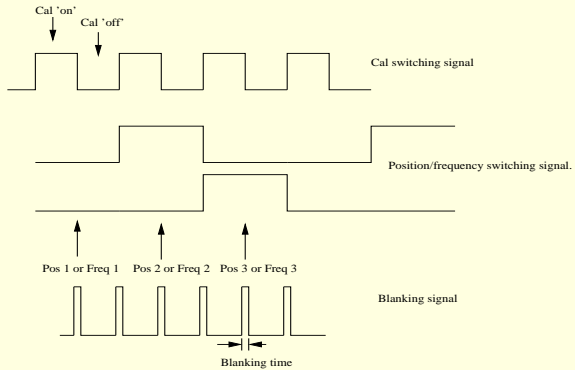 Cal 'on'
Cal 'off'
Cal switching signal
Position/frequency switching signal.
Pos 1 or Freq 1
Pos 2 or Freq 2
Pos 3 or Freq 3
Blanking signal
Blanking time